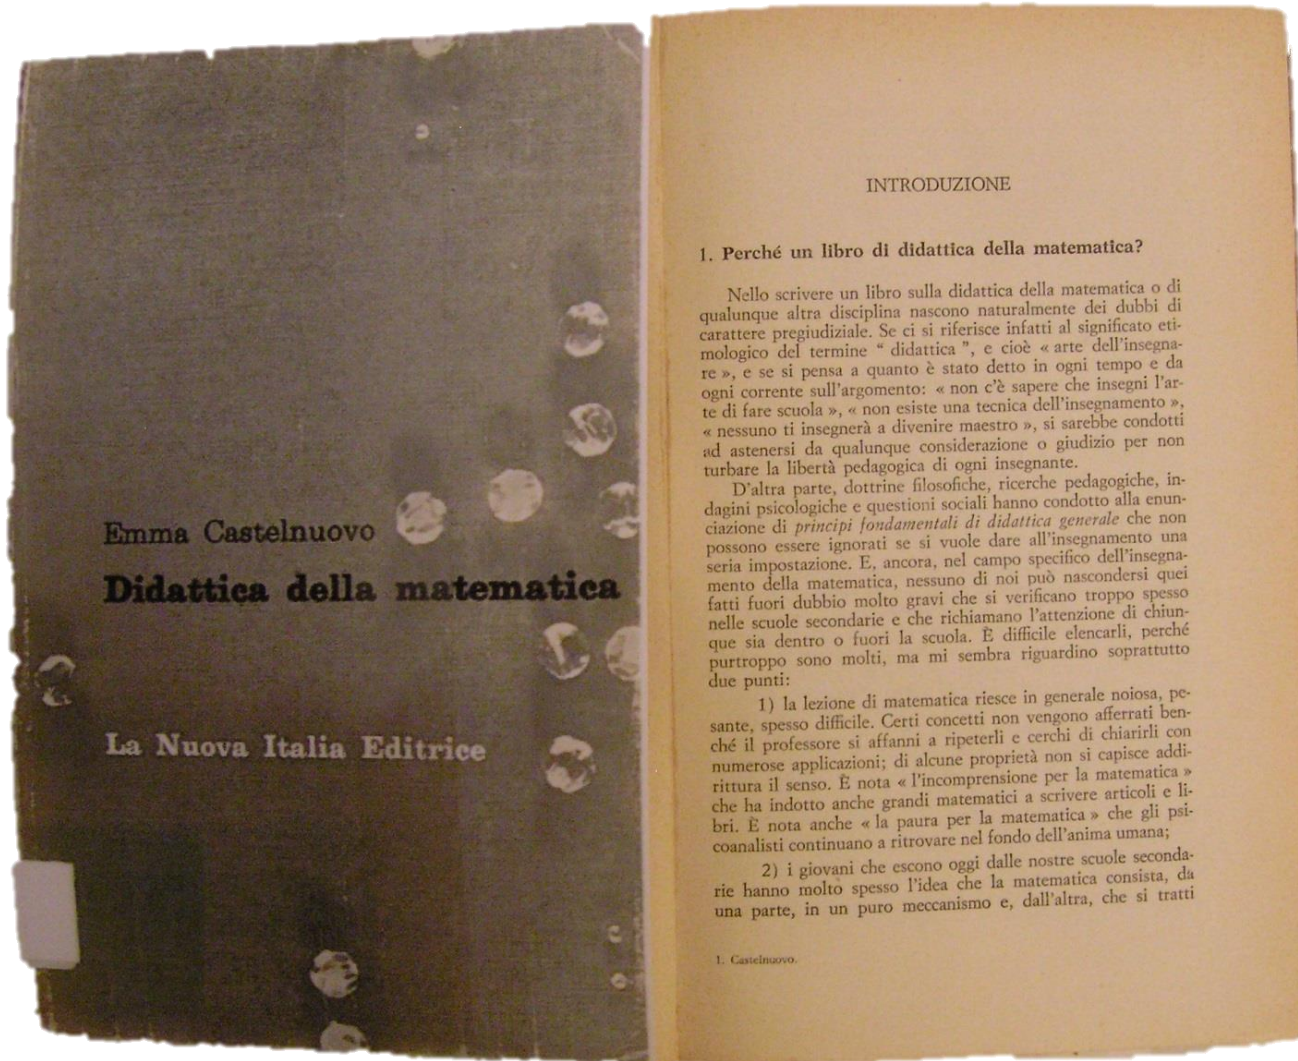 Emma Castelnuovo
Didattica della matematica
La Nuova Italia Editrice
INTRODUZIONE
1. Perché un libro di didattica della matematica?
Nello scrivere un libro sulla didattica della matematica o di
qualunque altra disciplina nascono naturalmente dei dubbi di
carattere pregiudiziale. Se ci si riferisce infatti al significato eti-
mologico del termine “ didattica ”, e cioè « arte dell'insegna-
re », e se si pensa a quanto è stato detto in ogni tempo e da
ogni corrente sull'argomento: « non c'è sapere che insegni l'ar-
te di fare scuola », « non esiste una tecnica dell'insegnamento »,
« nessuno ti insegnerà a divenire maestro », si sarebbe condotti
ad astenersi da qualunque considerazione o giudizio per non
turbare la libertà pedagogica di ogni insegnante.
D'altra parte, dottrine filosofiche, ricerche pedagogiche, in-
dagini psicologiche e questioni sociali hanno condotto alla enun-
ciazione di principi fondamentali di didattica generale che non
possono essere ignorati se si vuole dare all'insegnamento una
seria impostazione. E, ancora, nel campo specifico dell'insegna-
mento della matematica, nessuno di noi può nascondersi quei
fatti fuori dubbio molto gravi che si verificano troppo spesso
nelle scuole secondarie e che richiamano l'attenzione di chiun-
que sia dentro o fuori la scuola. È difficile elencarli, perché
purtroppo sono molti, ma mi sembra riguardino soprattutto
due punti:
1) la lezione di matematica riesce in generale noiosa, pe-
sante, spesso difficile. Certi concetti non vengono afferrati ben-
ché il professore si affanni a ripeterli e cerchi di chiarirli con
numerose applicazioni; di alcune proprietà non si capisce addi-
rittura il senso. È nota « l'incomprensione per la matematica »
che ha indotto anche grandi matematici a scrivere articoli e li-
bri. È nota anche « la paura per la matematica » che gli psi-
coanalisti continuano a ritrovare nel fondo dell'anima umana;
2) i giovani che escono oggi dalle nostre scuole seconda-
rie hanno molto spesso l'idea che la matematica consista, da
una parte, in un puro meccanismo e, dall'altra, che si tratti
1. Castelnuovo.